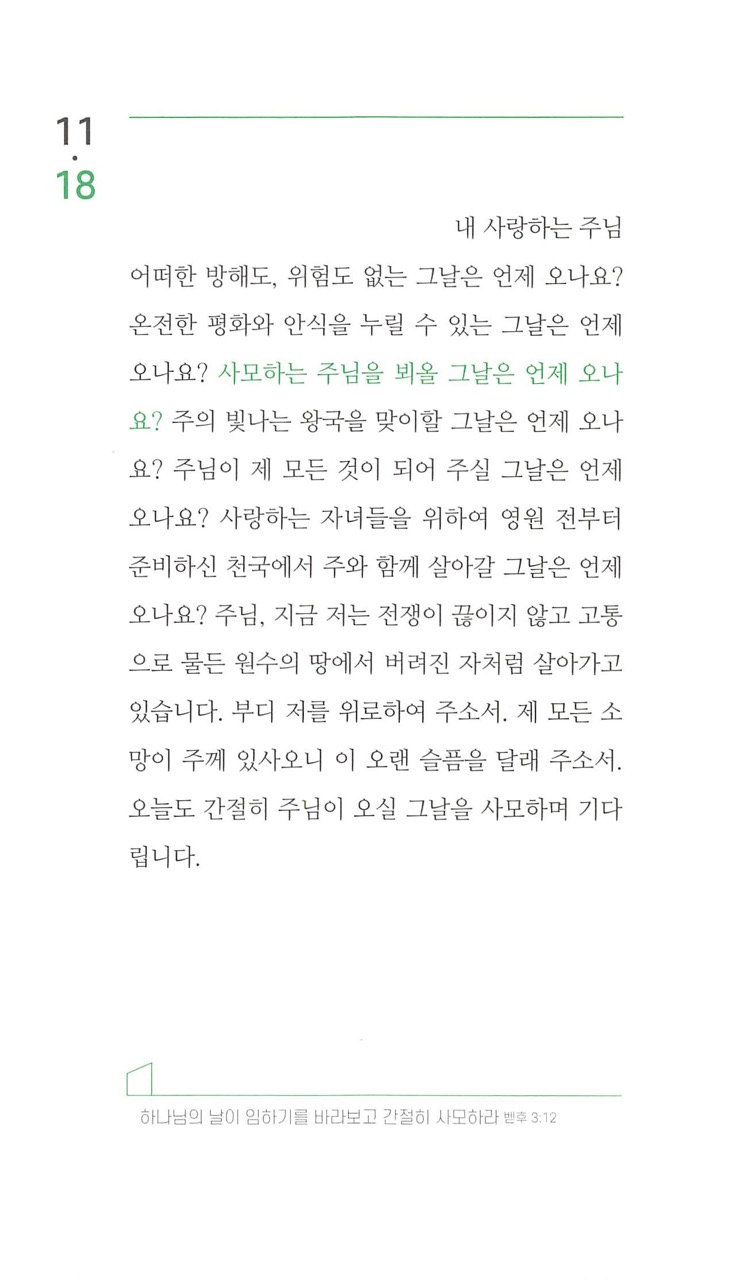 11
·
18
내 사랑하는 주님
어떠한 방해도, 위험도 없는 그날은 언제 오나요?
온전한 평화와 안식을 누릴 수 있는 그날은 언제
오나요? 사모하는 주님을 뵈올 그날은 언제 오나
요? 주의 빛나는 왕국을 맞이할 그날은 언제 오나
요? 주님이 제 모든 것이 되어 주실 그날은 언제
오나요? 사랑하는 자녀들을 위하여 영원 전부터
준비하신 천국에서 주와 함께 살아갈 그날은 언제
오나요? 주님, 지금 저는 전쟁이 끊이지 않고 고통
으로 물든 원수의 땅에서 버려진 자처럼 살아가고
있습니다. 부디 저를 위로하여 주소서. 제 모든 소
망이 주께 있사오니 이 오랜 슬픔을 달래 주소서.
오늘도 간절히 주님이 오실 그날을 사모하며 기다
립니다.
하나님의 날이 임하기를 바라보고 간절히 사모하라 벧후 3:12